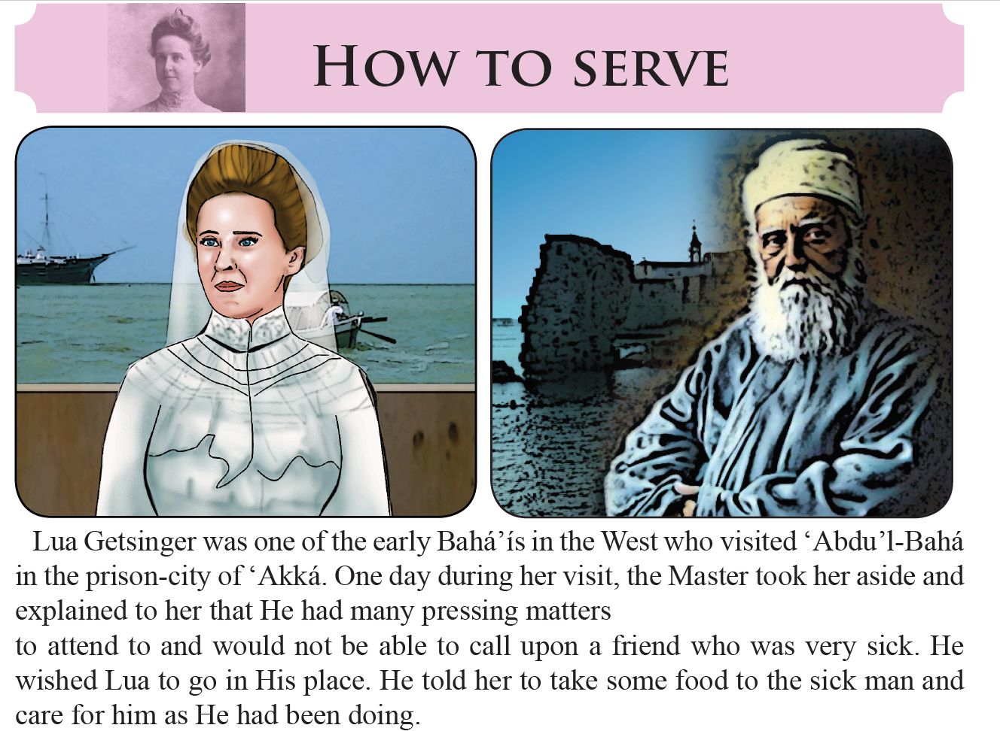 How to serve
Lua Getsinger was one of the early Bahá’ís in the West who visited ‘Abdu’l-Bahá
in the prison-city of ‘Akká. One day during her visit, the Master took her aside and
explained to her that He had many pressing matters
to attend to and would not be able to call upon a friend who was very sick. He
wished Lua to go in His place. He told her to take some food to the sick man and
care for him as He had been doing.